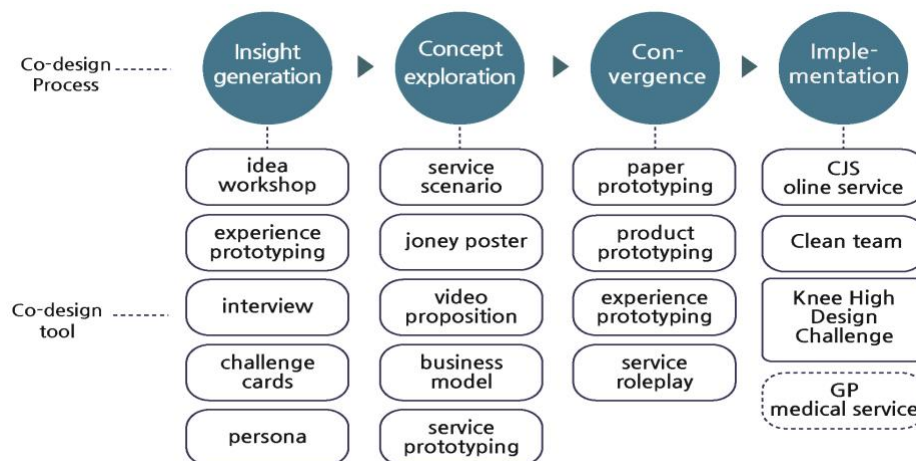 Co-design
Process
Insight
generation
Concept
exploration
Con-
vergence
Imple-
mentation
Co-design
tool
idea
workshop
experience
prototyping
interview
challenge
cards
persona
service
scenario
joney poster
video
proposition
business
model
service
prototyping
paper
prototyping
product
prototyping
experience
prototyping
service
roleplay
CJS
oline service
Clean team
Knee High
Design
Challenge
GP
medical service